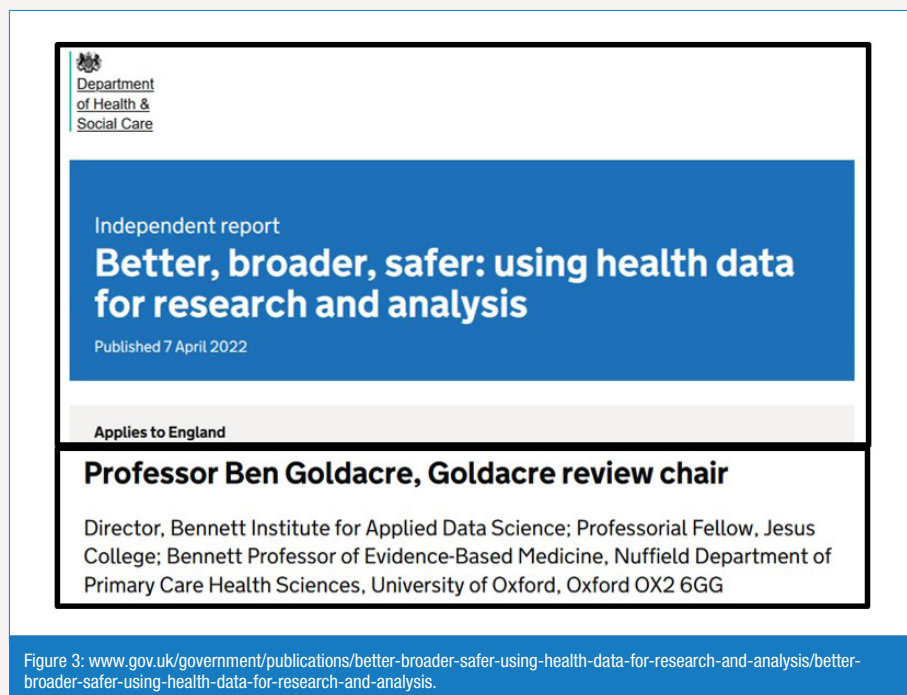 Department
of Health &
Social Care
Independent report
Better, broader, safer: using health data
for research and analysis
Published 7 April 2022
Applies to England
Professor Ben Goldacre, Goldacre review chair
Director, Bennett Institute for Applied Data Science; Professorial Fellow, Jesus
College; Bennett Professor of Evidence-Based Medicine, Nuffield Department of
Primary Care Health Sciences, University of Oxford, Oxford OX2 6GG
Figure 3: www.gov.uk/government/publications/better-broader-safer-using-health-data-for-research-and-analysis/better-
broader-safer-using-health-data-for-research-and-analysis.